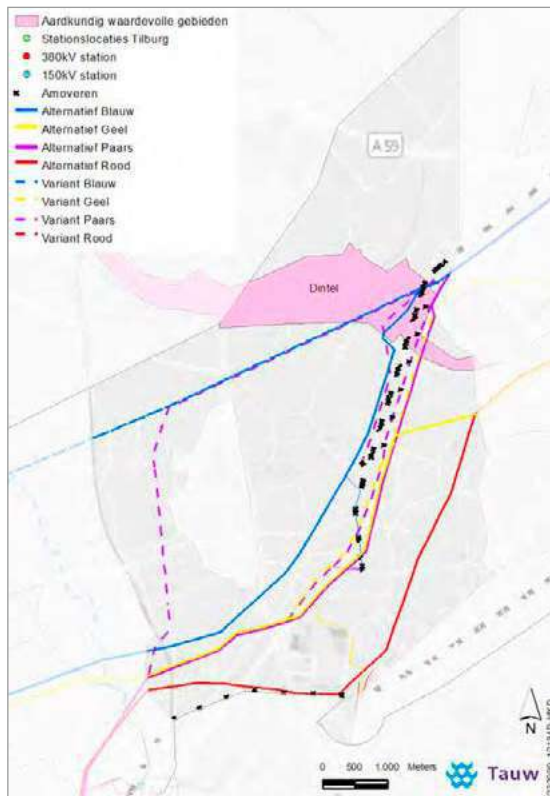 Aardkundig waardevolle gebieden
Stationslocaties Tilburg
380kV station
150kV station
Amoveren
Alternatief Blauw
Alternatief Geel
Alternatief Paars
Alternatief Rood
Variant Blauw
Variant Geel
Variant Paars
Variant Rood
A 59
Dintel
N
0 500 1.000 Meters
Tauw